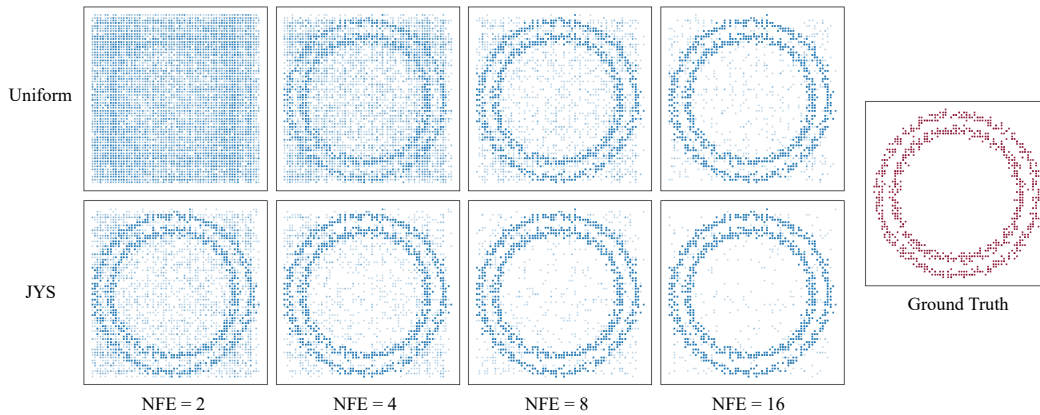 Uniform
JYS
Ground Truth
NFE = 2
NFE = 4
NFE = 8
NFE = 16